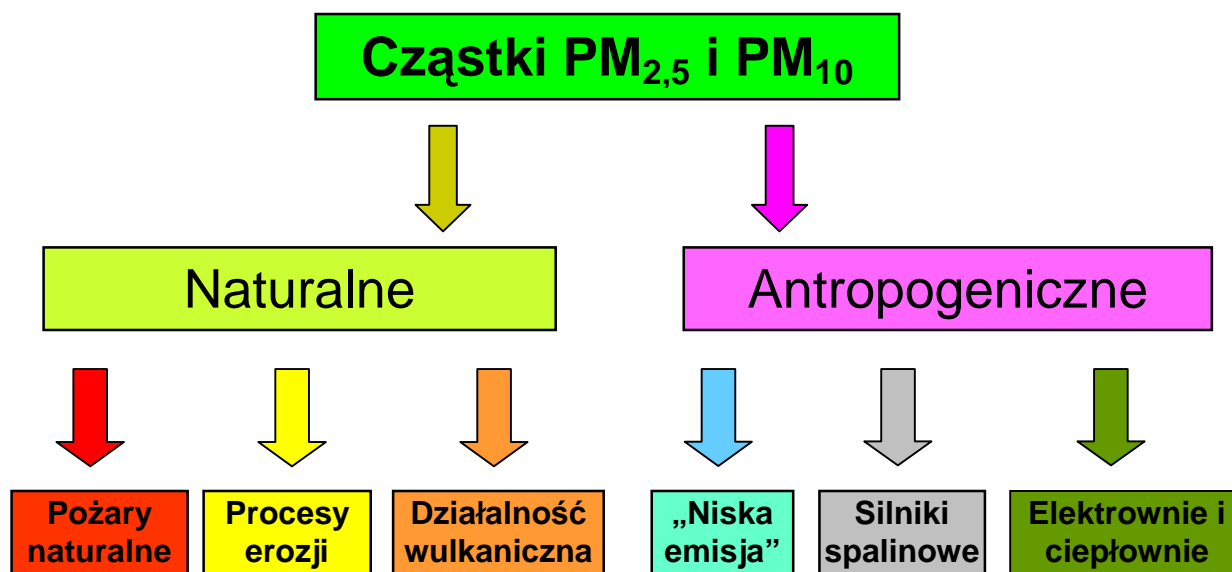 Cząstki PM2,5 i PM10
Naturalne
Antropogeniczne
Pożary
naturalne
Procesy
erozji
Działalność
wulkaniczna
„Niska
emisja”
Silniki
spalinowe
Elektrownie i
ciepłownie